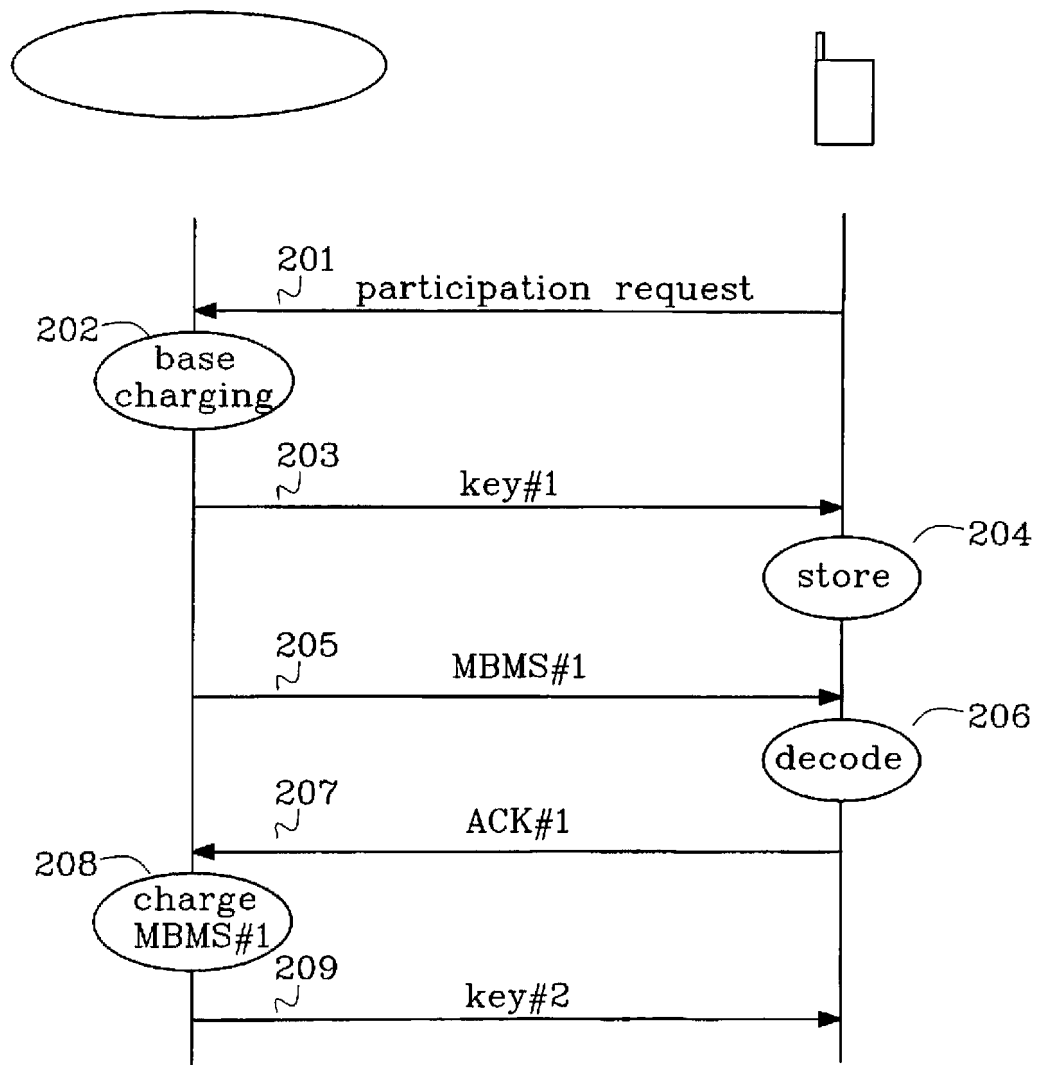 201
participation request
202
base
charging
203
key#1
204
store
205
MBMS#1
206
decode
207
ACK#1
208
charge
MBMS#1
209
key#2